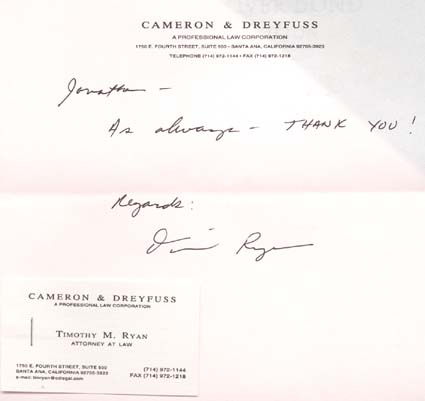 CAMERON & DREYFUSS
A PROFESSIONAL LAW CORPORATION
1750 E. FOURTH STREET, SUITE 500 • SANTA ANA, CALIFORNIA 92705-3923
TELEPHONE (714) 972-1144 • FAX (714) 972-1218
Jonathan -
As always - THANK YOU!
Regards:
Ryan
CAMERON & DREYFUSS
A PROFESSIONAL LAW CORPORATION
TIMOTHY M. RYAN
ATTORNEY AT LAW
1750 E. FOURTH STREET, SUITE 500
SANTA ANA, CALIFORNIA 92705-3923
(714) 972-1144
FAX (714) 972-1218